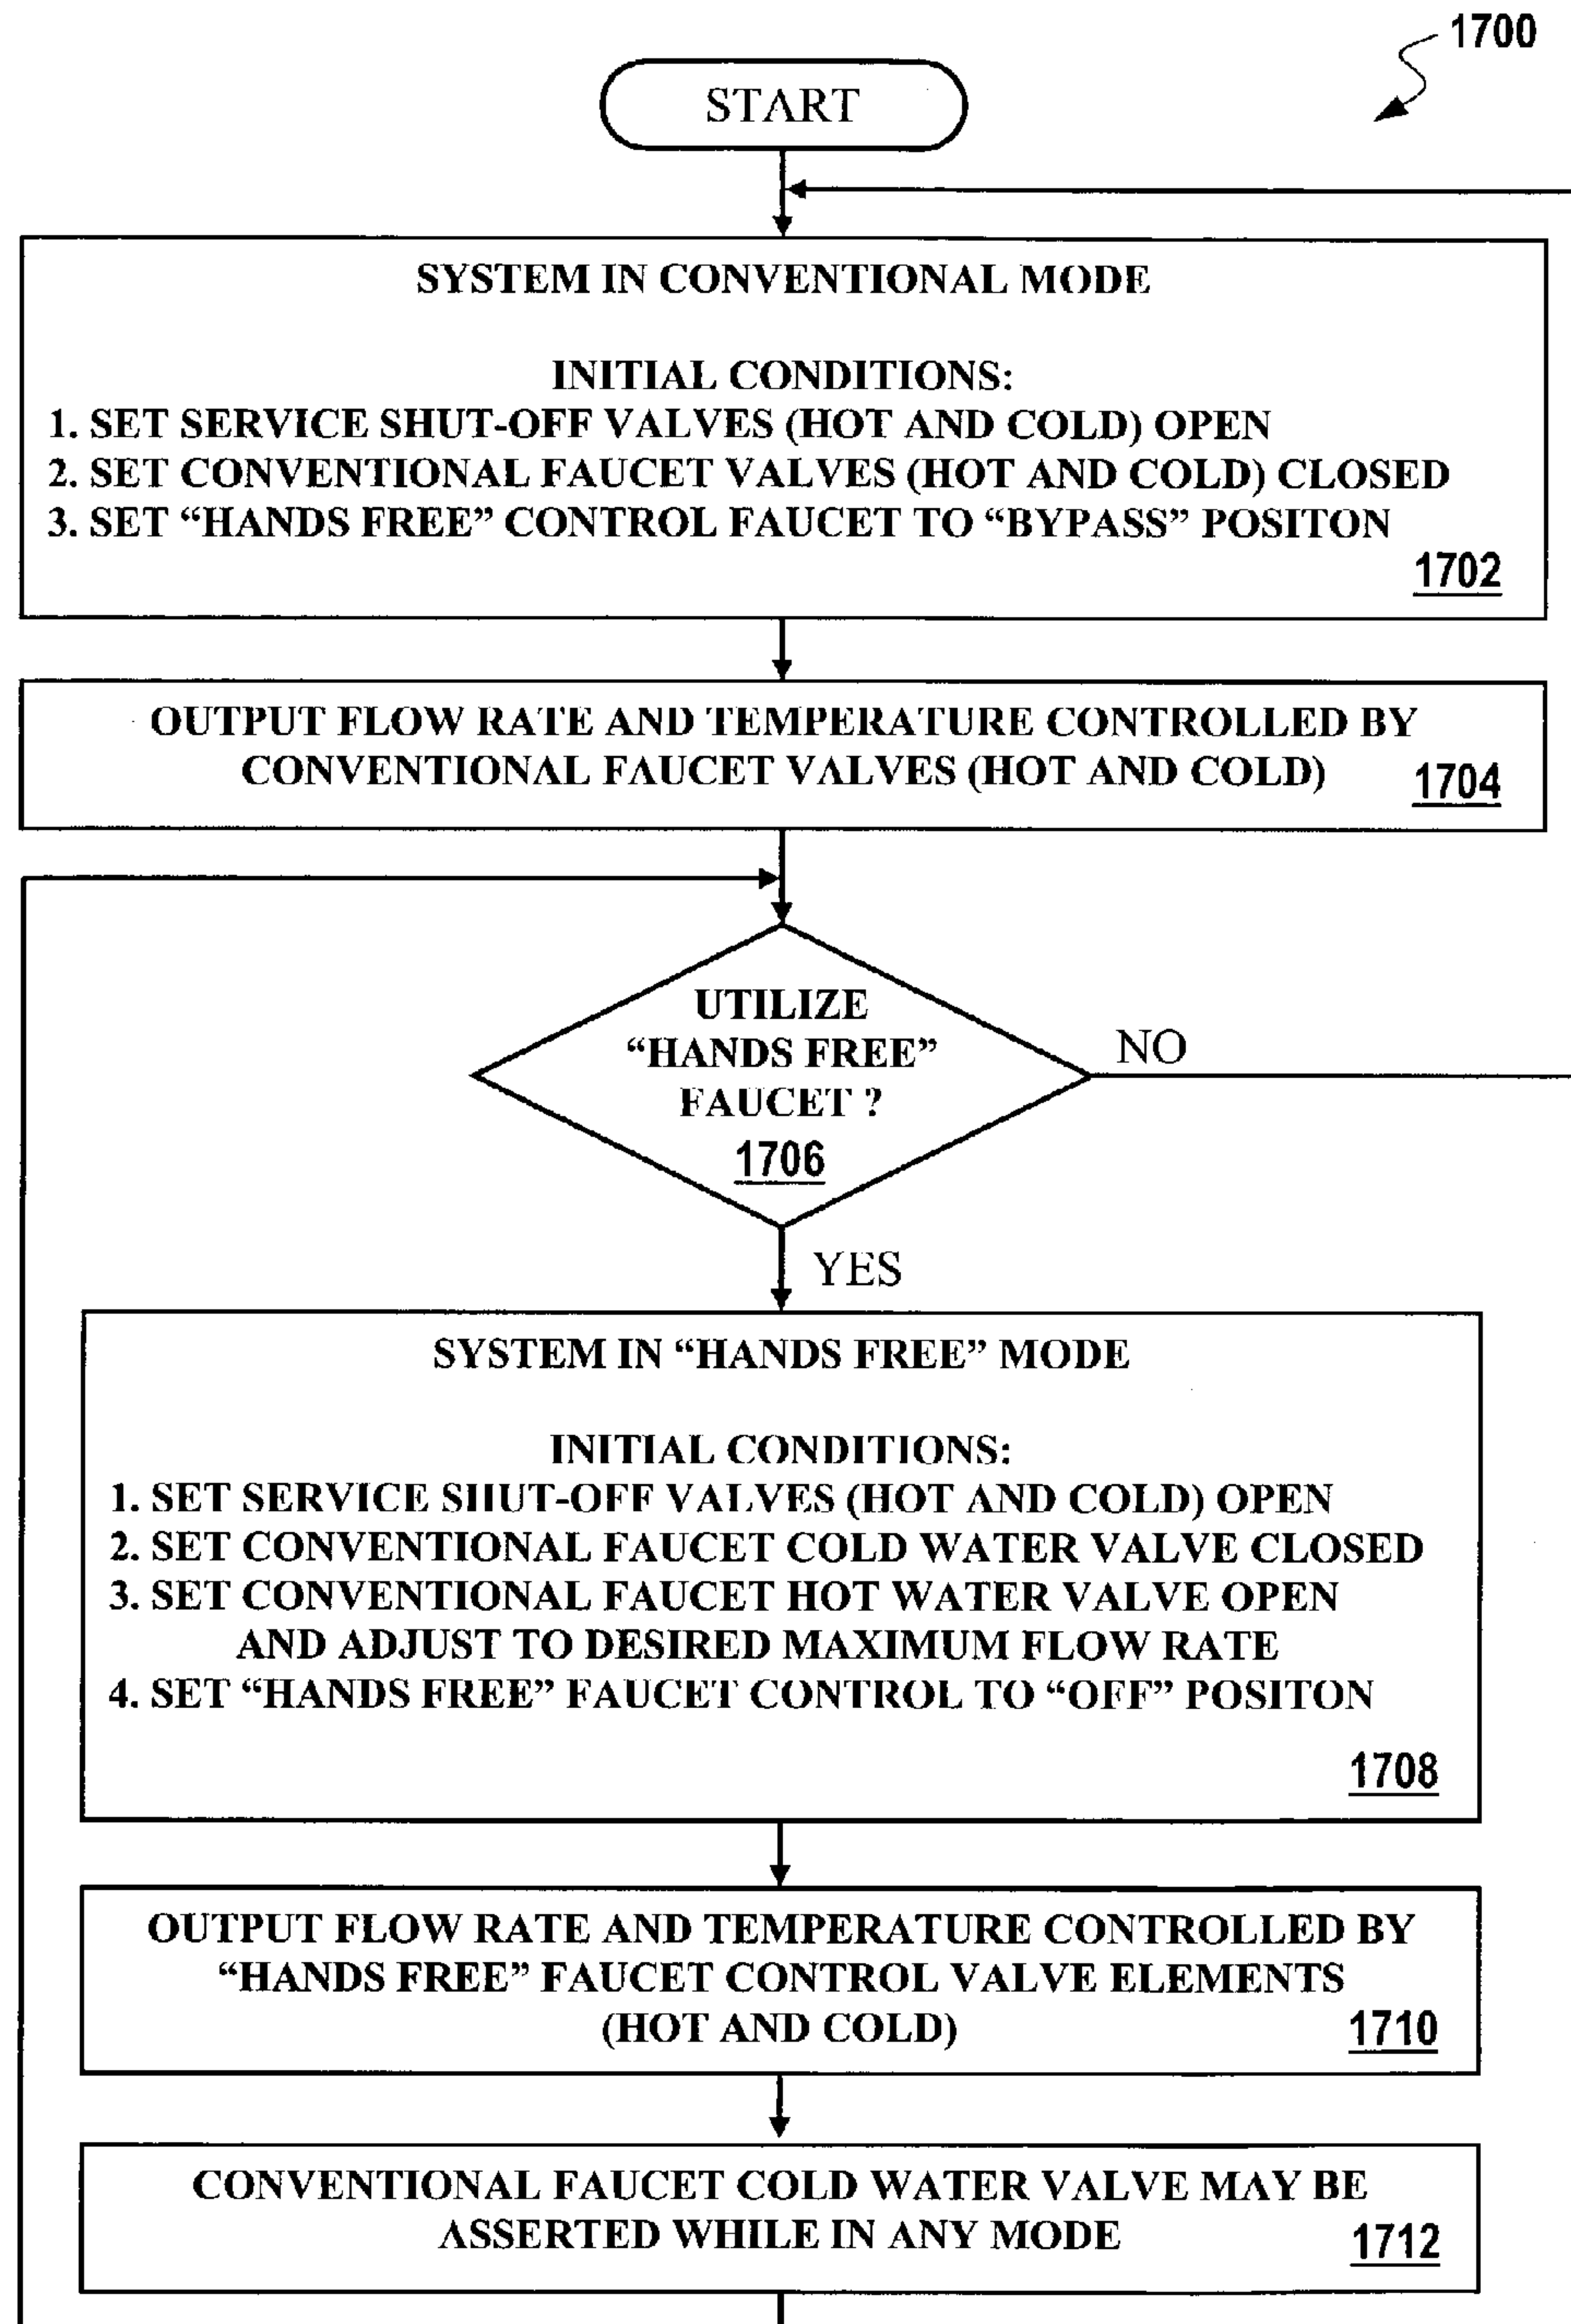 1700
START
SYSTEM IN CONVENTIONAL MODE
INITIAL CONDITIONS:
1. SET SERVICE SHUT-OFF VALVES (HOT AND COLD) OPEN
2. SET CONVENTIONAL FAUCET VALVES (HOT AND COLD) CLOSED
3. SET “HANDS FREE” CONTROL FAUCET TO “BYPASS” POSITON
1702
OUTPUT FLOW RATE AND TEMPERATURE CONTROLLED BY
CONVENTIONAL FAUCET VALVES (HOT AND COLD)
1704
UTILIZE
“HANDS FREE”
FAUCET ?
1706
NO
YES
SYSTEM IN “HANDS FREE” MODE
INITIAL CONDITIONS:
1. SET SERVICE SHUT-OFF VALVES (HOT AND COLD) OPEN
2. SET CONVENTIONAL FAUCET COLD WATER VALVE CLOSED
3. SET CONVENTIONAL FAUCET HOT WATER VALVE OPEN
AND ADJUST TO DESIRED MAXIMUM FLOW RATE
4. SET “HANDS FREE” FAUCET CONTROL TO “OFF” POSITON
1708
OUTPUT FLOW RATE AND TEMPERATURE CONTROLLED BY
“HANDS FREE” FAUCET CONTROL VALVE ELEMENTS
(HOT AND COLD)
1710
CONVENTIONAL FAUCET COLD WATER VALVE MAY BE
ASSERTED WHILE IN ANY MODE
1712